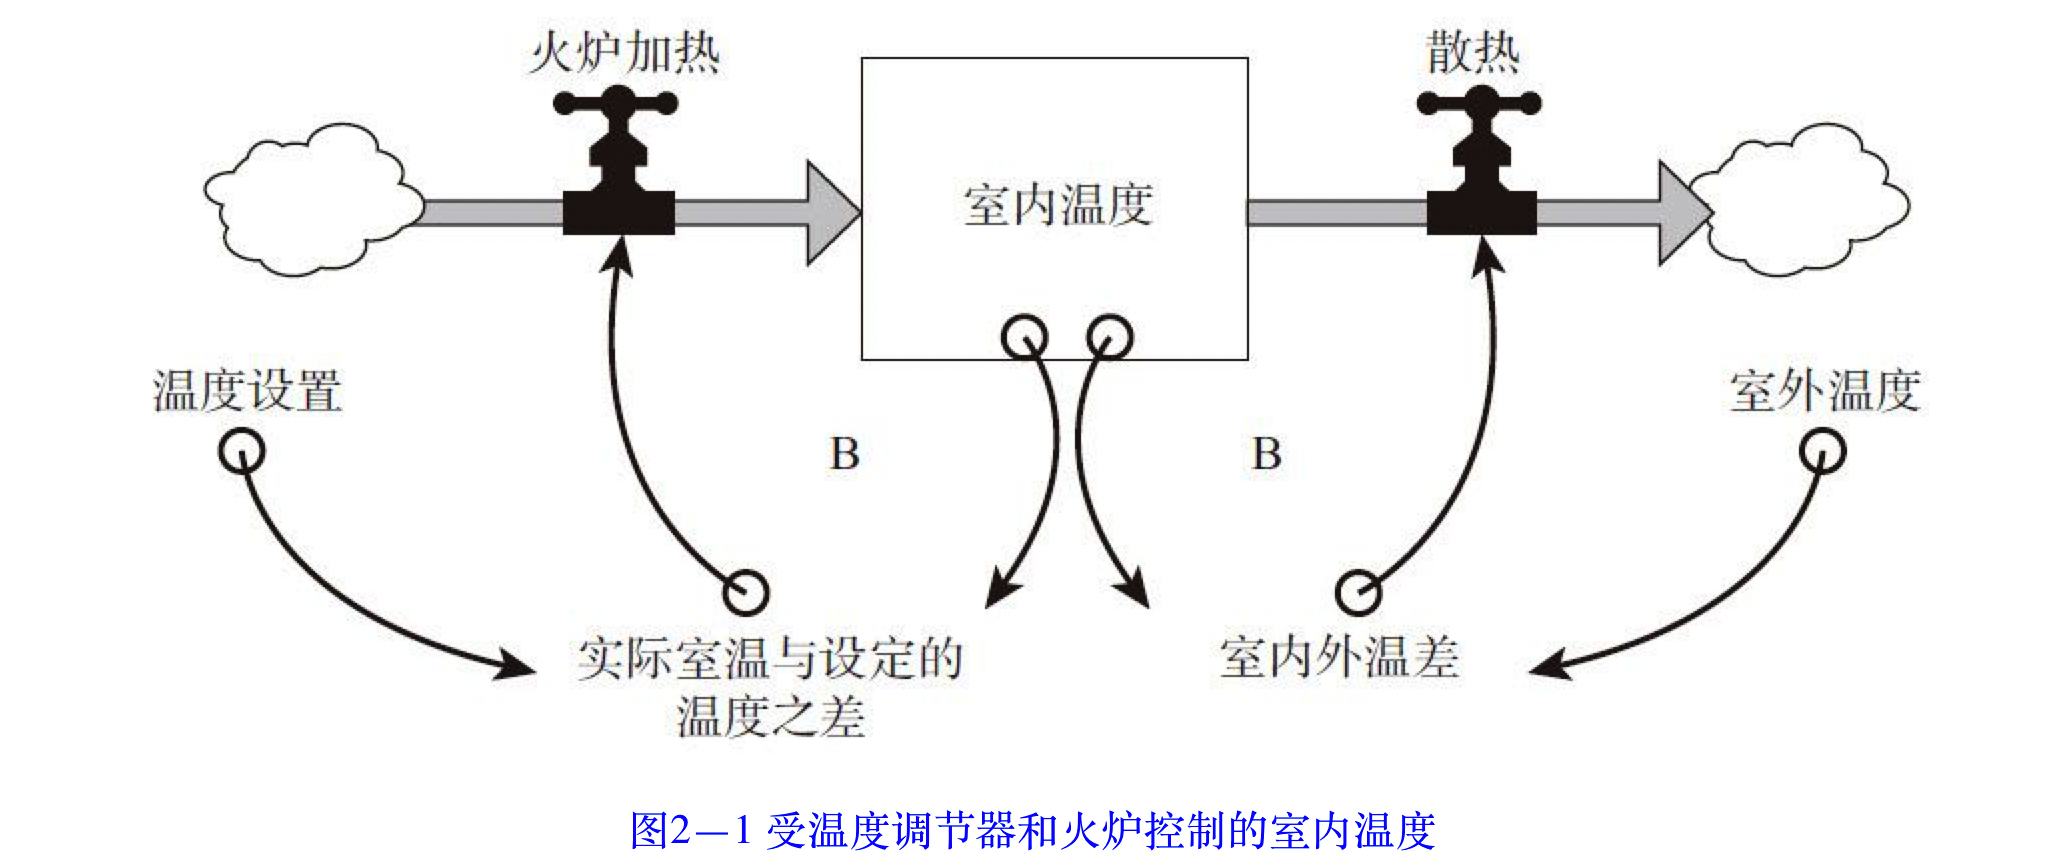 火炉加热
散热
室内温度
温度设置
室外温度
B
B
实际室温与设定的
温度之差
室内外温差
图2－1 受温度调节器和火炉控制的室内温度